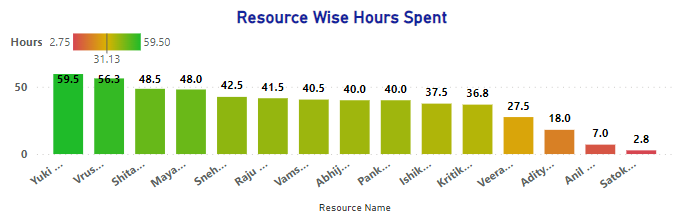 Resource Wise Hours Spent
Hours 2.75 59.50
31.13
50
0
59.5 56.3 48.5 48.0 42.5 41.5 40.5 40.0 40.0 37.5 36.8 27.5 18.0 7.0 2.8
Yuki ... Vrus... Shita... Maya... Sneh... Raju ... Vams... Abhij... Pank... Ishik... Kritik... Veera... Adity... Anil ... Satok...
Resource Name